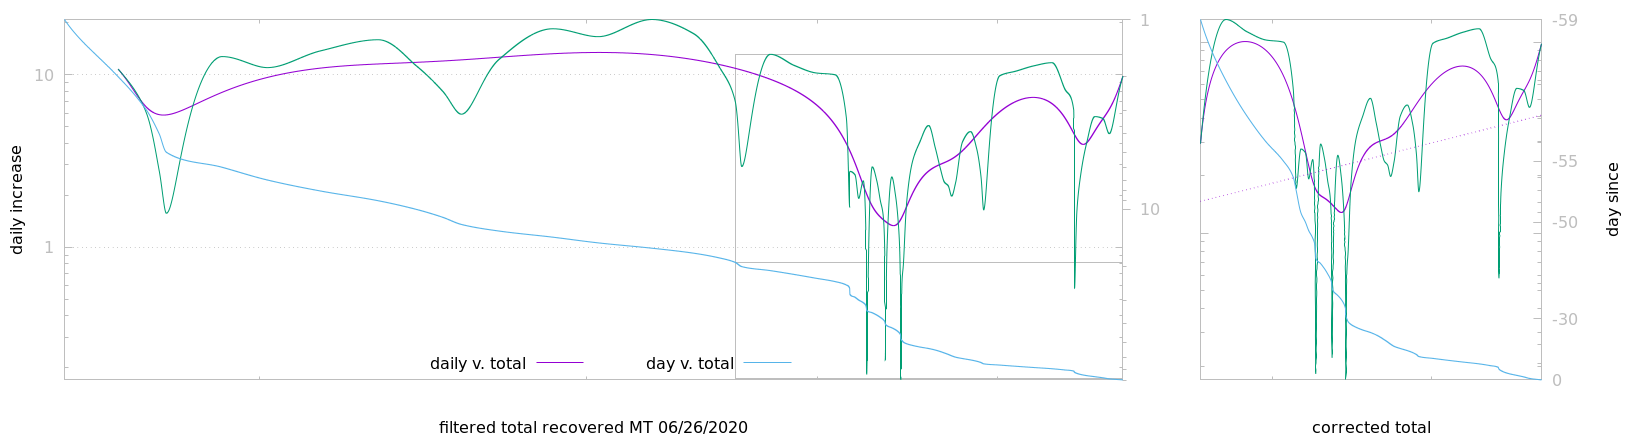 daily increase
10
1
daily v. total
day v. total
1
10
filtered total recovered MT 06/26/2020
-59
-55
-50
-30
0
day since
corrected total